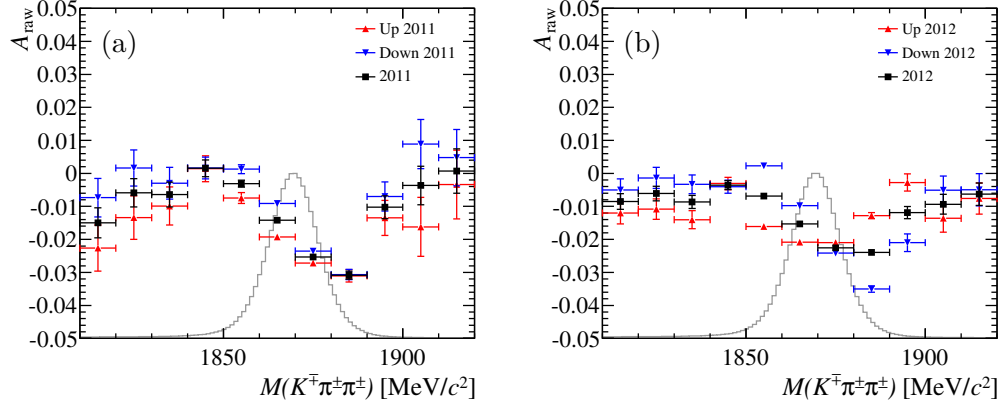 A_raw
0.05
0.04
0.03
0.02
0.01
0
-0.01
-0.02
-0.03
-0.04
-0.05
(a)
Up 2011
Down 2011
2011
1850
1900
M(K∓π±π±) [MeV/c²]
A_raw
0.05
0.04
0.03
0.02
0.01
0
-0.01
-0.02
-0.03
-0.04
-0.05
(b)
Up 2012
Down 2012
2012
1850
1900
M(K∓π±π±) [MeV/c²]